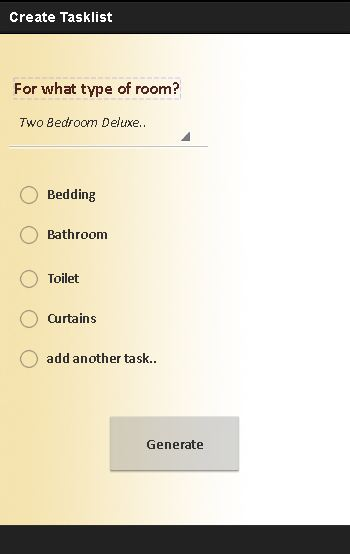 Create Tasklist
For what type of room?
Two Bedroom Deluxe..
Bedding
Bathroom
Toilet
Curtains
add another task..
Generate